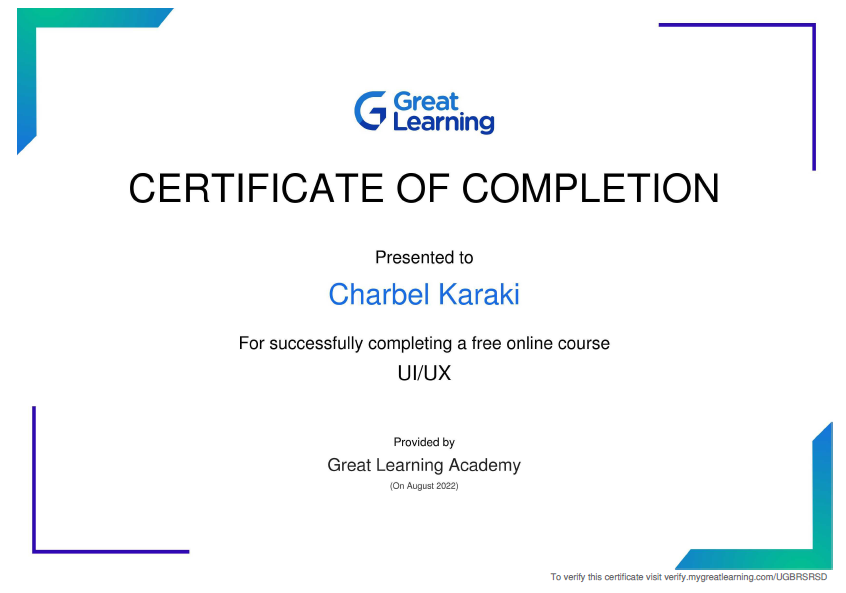 Great
Learning
CERTIFICATE OF COMPLETION
Presented to
Charbel Karaki
For successfully completing a free online course
UI/UX
Provided by
Great Learning Academy
(On August 2022)
To verify this certificate visit verify.mygreatlearning.com/UGBRSRSD